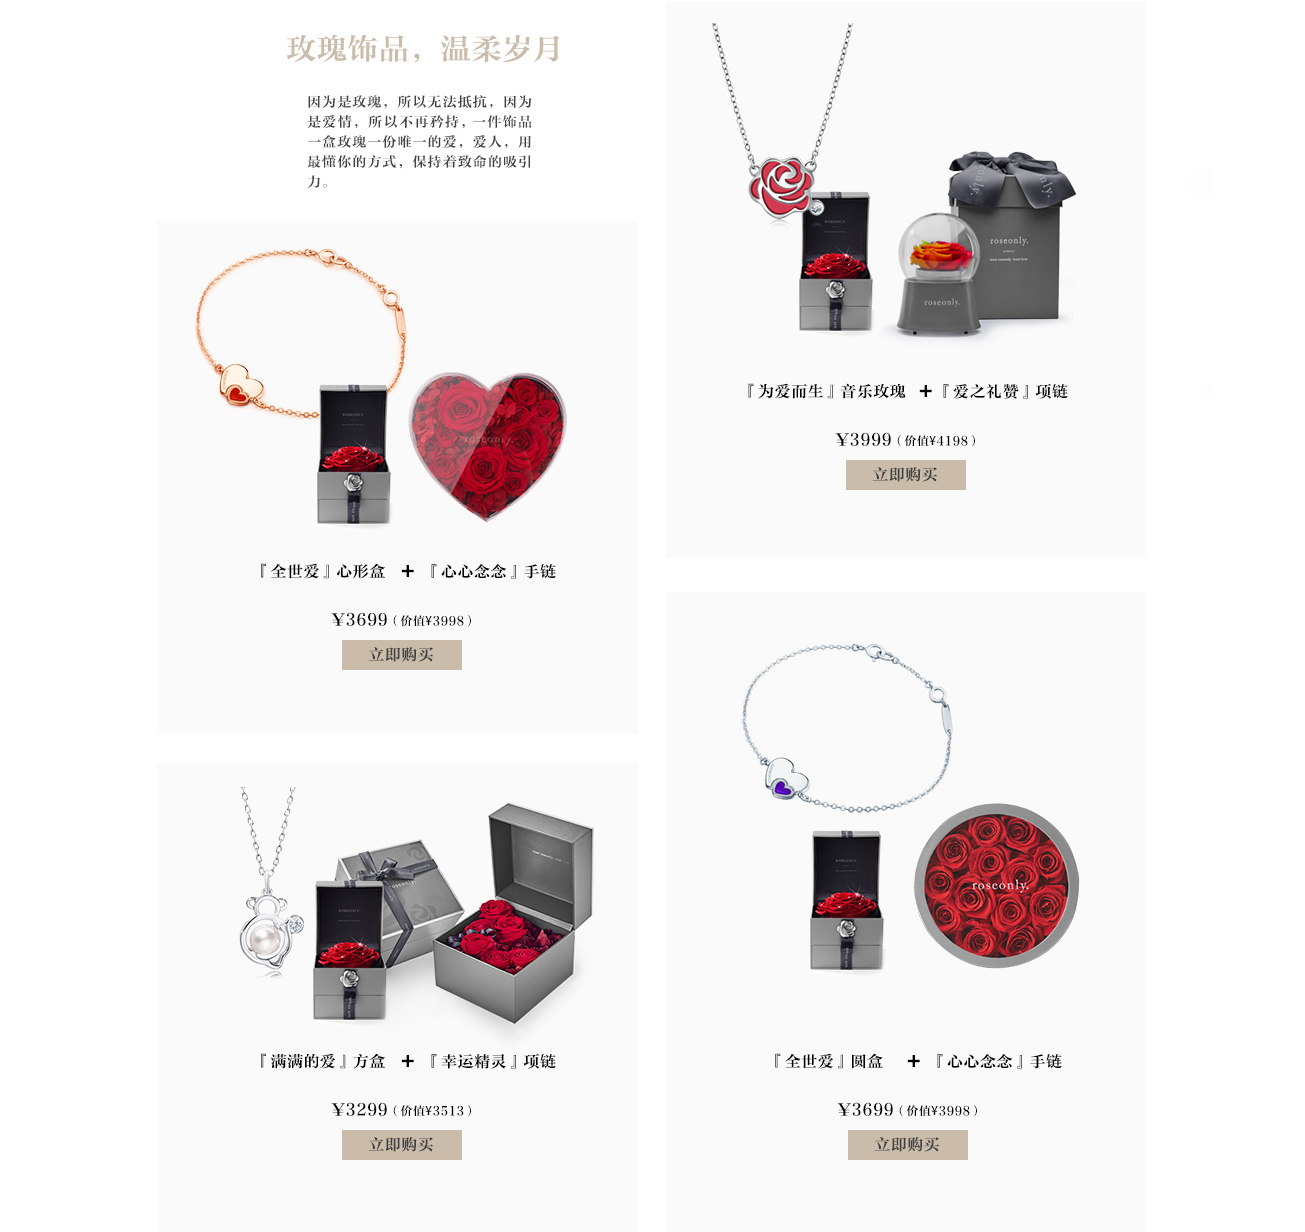 玫瑰饰品，温柔岁月
因为是玫瑰，所以无法抵抗，因为
是爱情，所以不再矜持，一件饰品
一盒玫瑰一份唯一的爱，爱人，用
最懂你的方式，保持着致命的吸引
力。
ROSEONLY.
roseonly.
『全世爱』心形盒 + 『心心念念』手链
¥3699（价值¥3998）
立即购买
roseonly.
roseonly.
ROSEONLY.
roseonly.
roseonly.
『为爱而生』音乐玫瑰 +『爱之礼赞』项链
¥3999（价值¥4198）
立即购买
ROSEONLY.
roseonly.
『满满的爱』方盒 + 『幸运精灵』项链
¥3299（价值¥3513）
立即购买
ROSEONLY.
roseonly.
『全世爱』圆盒 + 『心心念念』手链
¥3699（价值¥3998）
立即购买